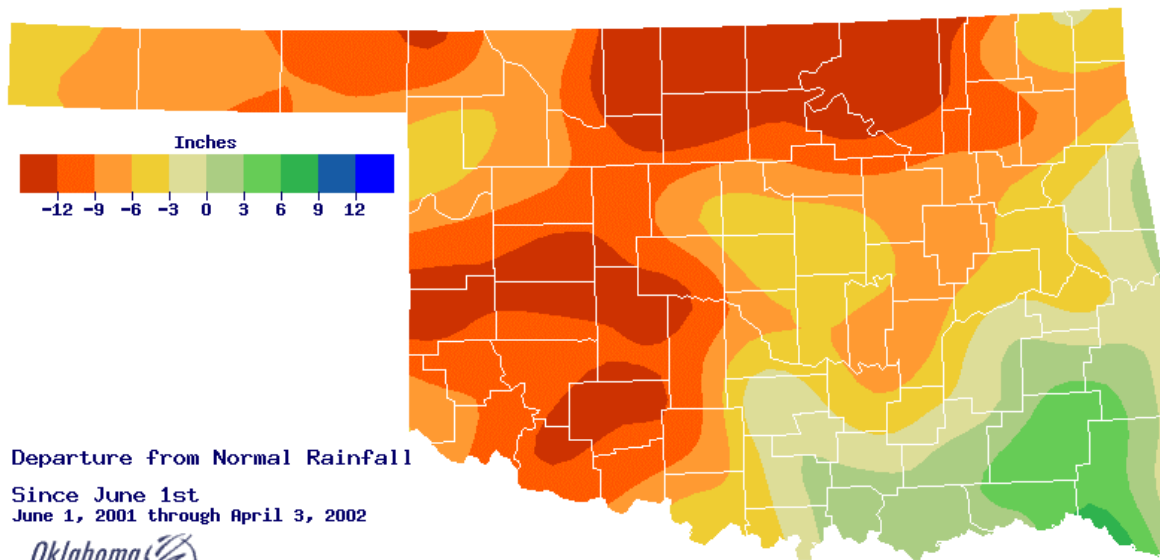 Inches
-12 -9 -6 -3 0 3 6 9 12
Departure from Normal Rainfall
Since June 1st
June 1, 2001 through April 3, 2002
Oklahoma